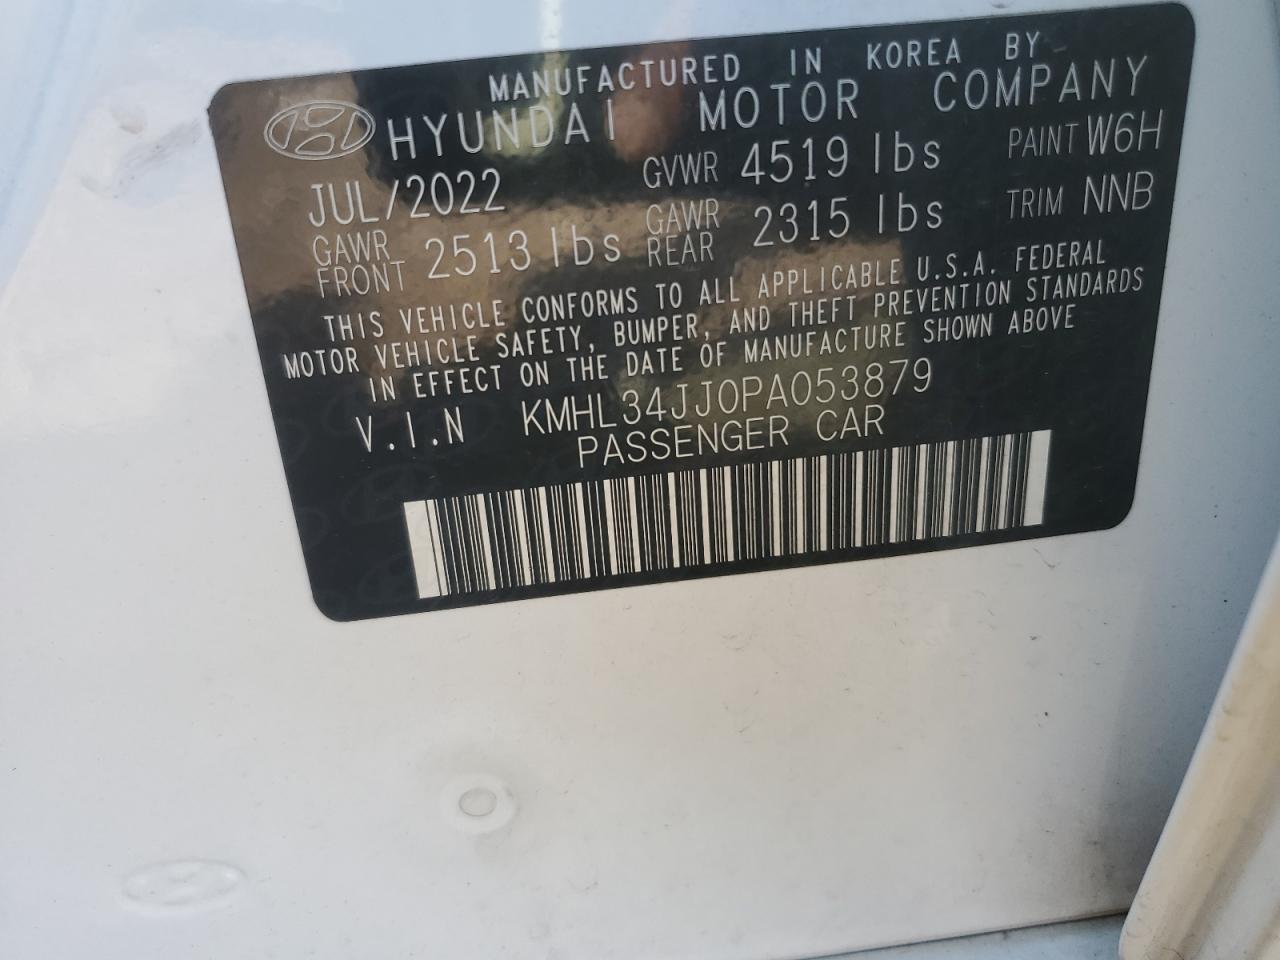 MANUFACTURED IN KOREA BY
HYUNDAI MOTOR COMPANY
JUL/2022 GVWR 4519 lbs PAINT W6H
GAWR FRONT 2513 lbs GAWR REAR 2315 lbs TRIM NNB
THIS VEHICLE CONFORMS TO ALL APPLICABLE U.S.A. FEDERAL
MOTOR VEHICLE SAFETY, BUMPER, AND THEFT PREVENTION STANDARDS
IN EFFECT ON THE DATE OF MANUFACTURE SHOWN ABOVE
V.I.N KMHL34JJ0PA053879
PASSENGER CAR